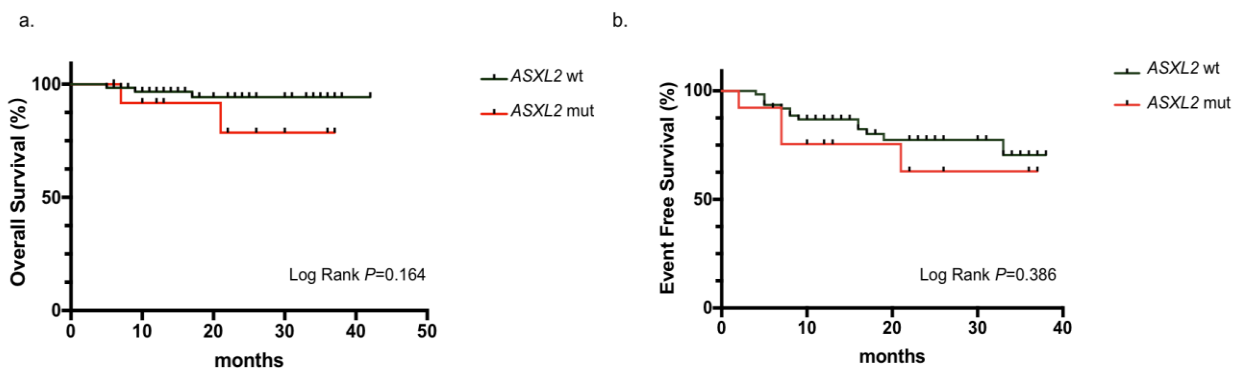 a.
Overall Survival (%)
100
50
0
0 10 20 30 40 50
months
ASXL2 wt
ASXL2 mut
Log Rank P=0.164
b.
Event Free Survival (%)
100
50
0
0 10 20 30 40
months
ASXL2 wt
ASXL2 mut
Log Rank P=0.386